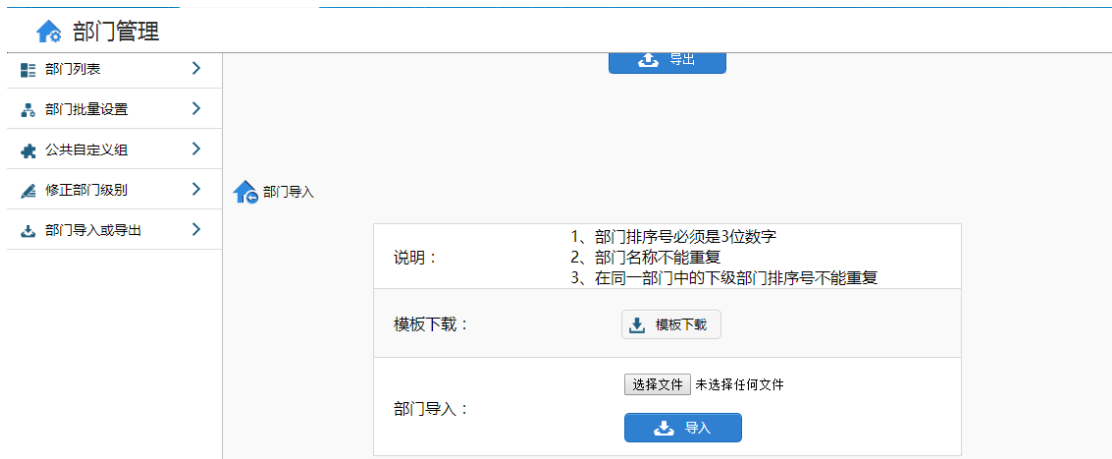 部门管理
部门列表
部门批量设置
公共自定义组
修正部门级别
部门导入或导出
导出
部门导入
说明：
1、部门排序号必须是3位数字
2、部门名称不能重复
3、在同一部门中的下级部门排序号不能重复
模板下载：
模板下载
部门导入：
选择文件 未选择任何文件
导入